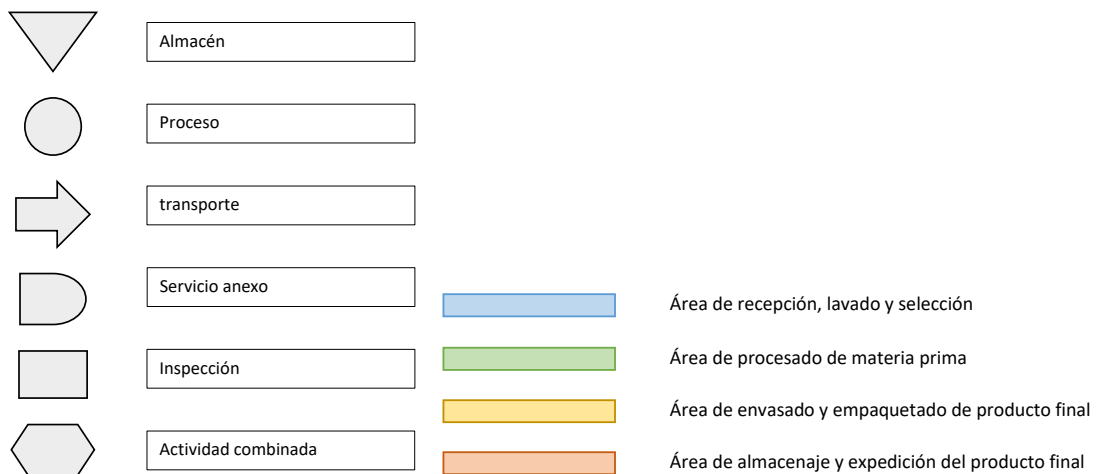 Almacén
Proceso
transporte
Servicio anexo
Inspección
Actividad combinada
Área de recepción, lavado y selección
Área de procesado de materia prima
Área de envasado y empaquetado de producto final
Área de almacenaje y expedición del producto final